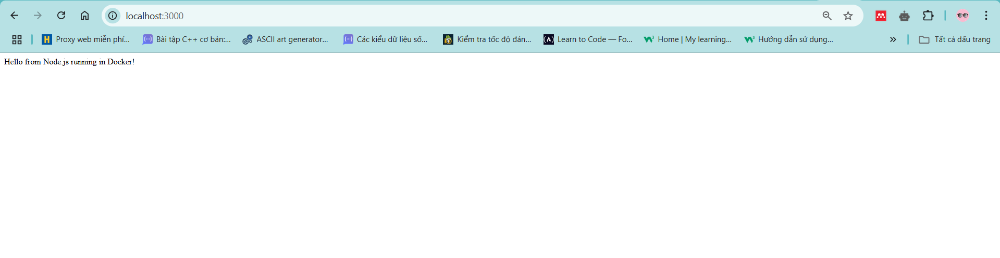 localhost:3000
Proxy web miễn phí... Bài tập C++ cơ bản:... ASCII art generator... Các kiểu dữ liệu số... Kiểm tra tốc độ đán... Learn to Code — Fo... Home | My learning... Hướng dẫn sử dụng... » Tất cả dấu trang
Hello from Node.js running in Docker!